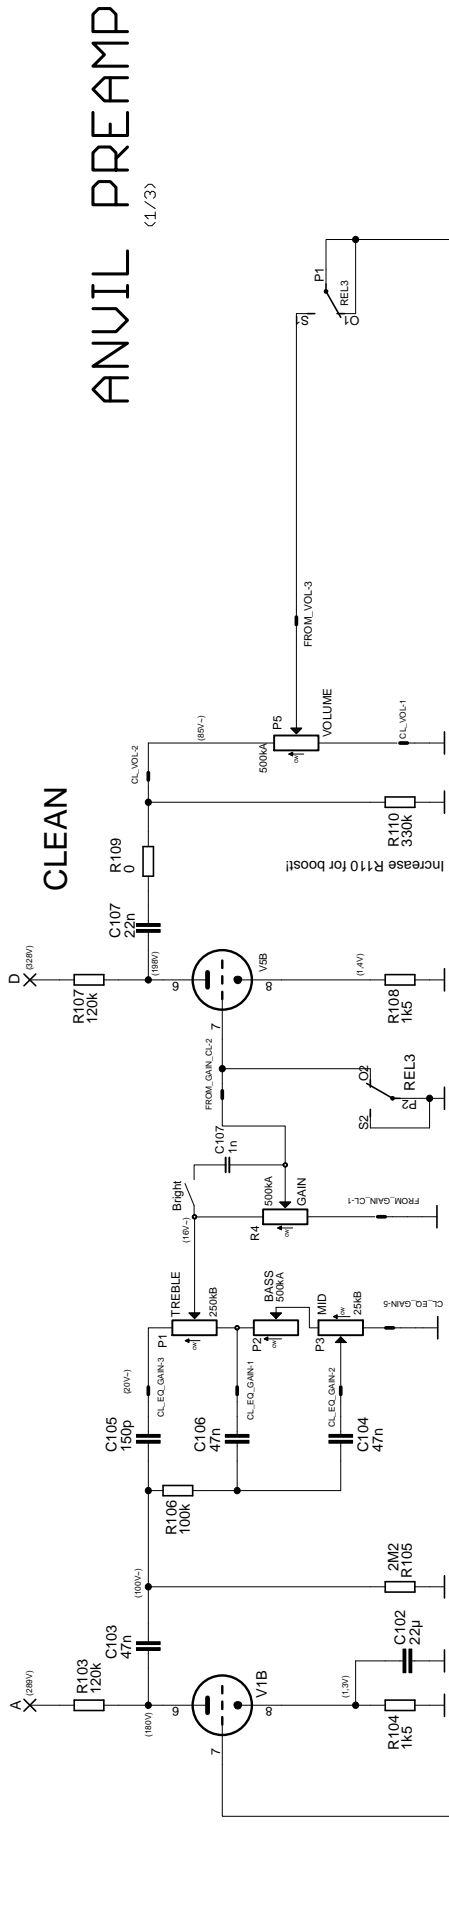 ANVIL PREAMP
(1/3)
CLEAN
A
(289V)
R103
120k
(180V)
6
7
8
V1B
C103
47n
(100V~)
(1,3V)
R104
1k5
C102
22µ
2M2
R105
R106
100k
C105
150p
(20V~)
CL_EQ_GAIN-3
C106
47n
CL_EQ_GAIN-1
C104
47n
CL_EQ_GAIN-2
P1
TREBLE
250kB
cw
P2
BASS
500kA
cw
P3
MID
25kB
cw
CL_EQ_GAIN-5
(16V~)
Bright
C107
1n
R4
500kA
GAIN
cw
FROM_GAIN_CL-1
FROM_GAIN_CL-2
S2
O2
P2
REL3
D
(328V)
R107
120k
(198V)
6
7
8
V5B
(1,4V)
R108
1k5
C107
22n
R109
0
Increase R110 for boost!
R110
330k
CL_VOL-2
(85V~)
500kA
P5
cw
VOLUME
CL_VOL-1
FROM_VOL-3
S1
O1
P1
REL3